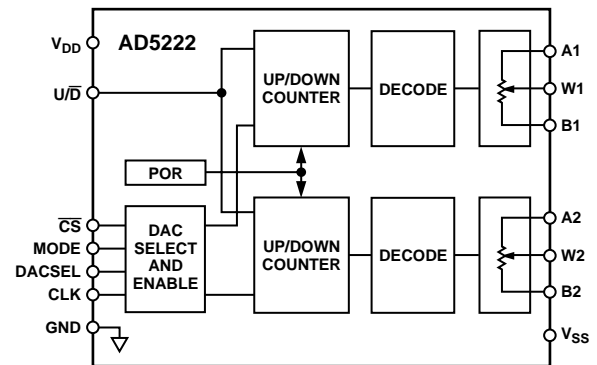 V_DD
AD5222
U/D̅
UP/DOWN
COUNTER
DECODE
A1
W1
B1
POR
C̅S̅
MODE
DACSEL
CLK
GND
DAC
SELECT
AND
ENABLE
UP/DOWN
COUNTER
DECODE
A2
W2
B2
V_SS